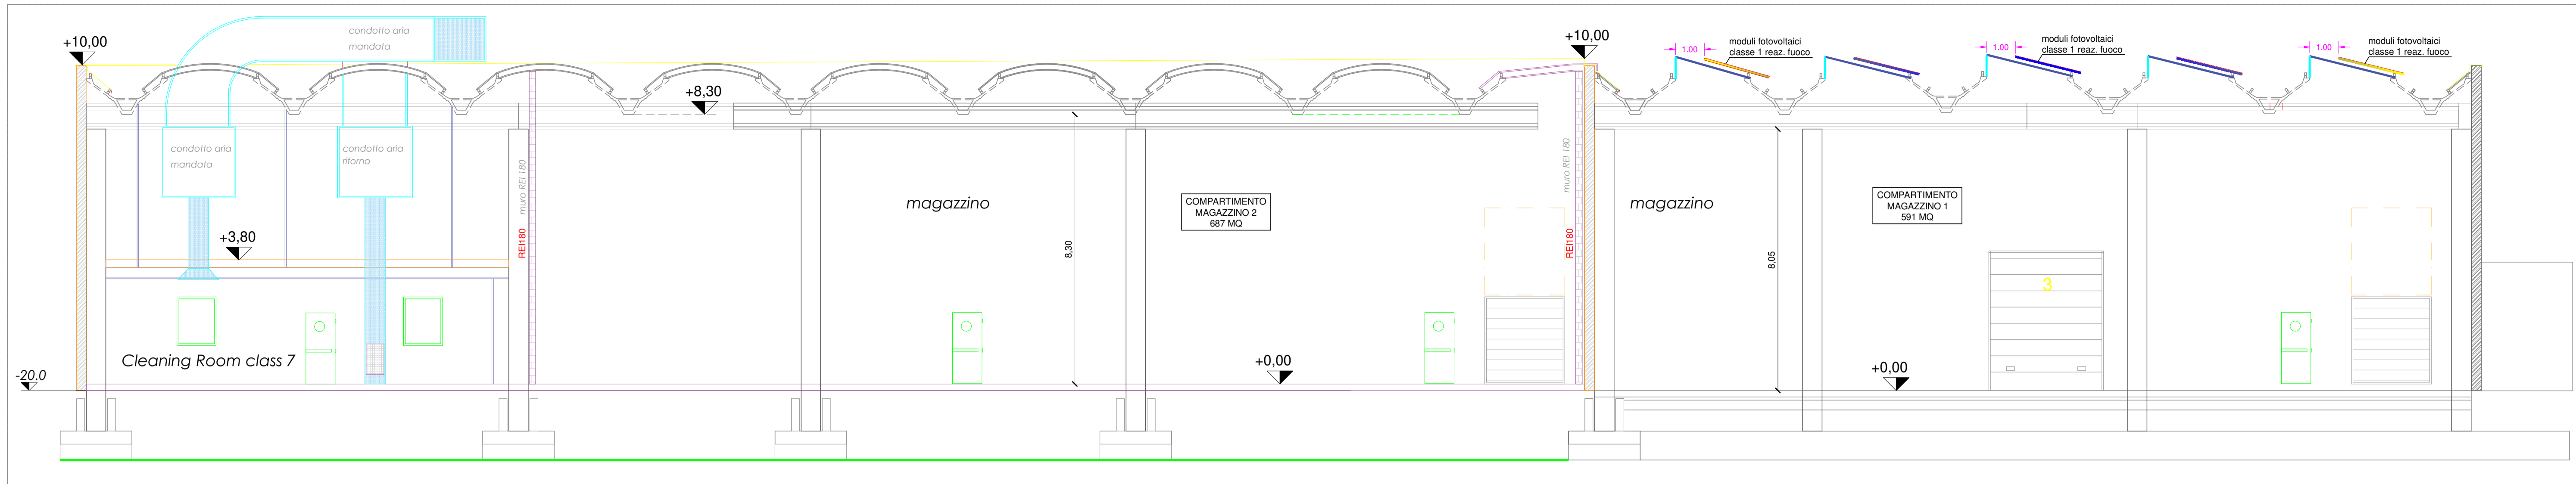 condotto aria
mandata
+10,00
+10,00
1.00
moduli fotovoltaici
classe 1 reaz. fuoco
1.00
moduli fotovoltaici
classe 1 reaz. fuoco
1.00
moduli fotovoltaici
classe 1 reaz. fuoco
+8,30
condotto aria
mandata
condotto aria
ritorno
muro REI 180
REI180
+3,80
Cleaning Room class 7
-20.0
magazzino
8,30
COMPARTIMENTO
MAGAZZINO 2
687 MQ
+0,00
muro REI 180
REI180
magazzino
8.05
COMPARTIMENTO
MAGAZZINO 1
591 MQ
3
+0,00